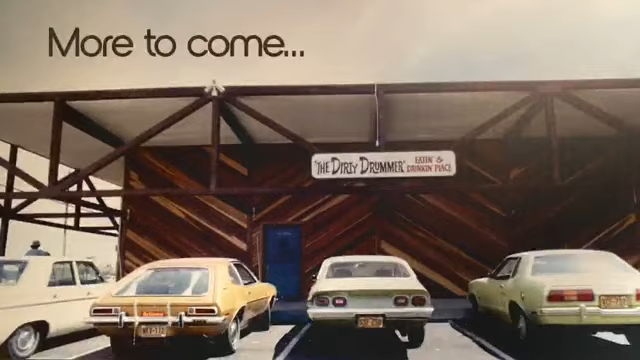 More to come...
"THE DIRTY DRUMMER"
EATIN' &
DRINKIN' PLACE